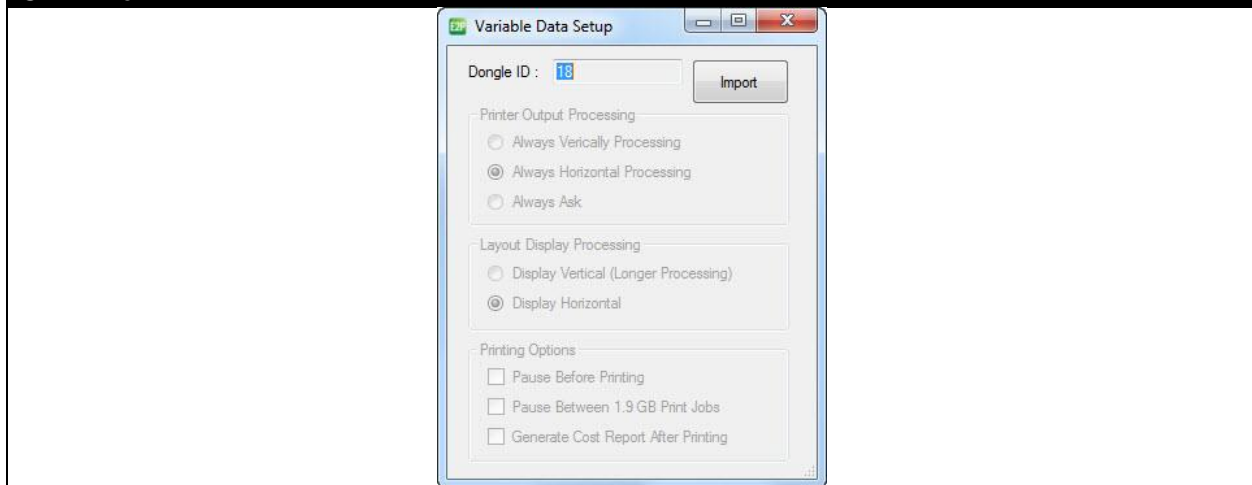 Variable Data Setup
Dongle ID : 18
Import
Printer Output Processing
Always Verically Processing
Always Horizontal Processing
Always Ask
Layout Display Processing
Display Vertical (Longer Processing)
Display Horizontal
Printing Options
Pause Before Printing
Pause Between 1.9 GB Print Jobs
Generate Cost Report After Printing